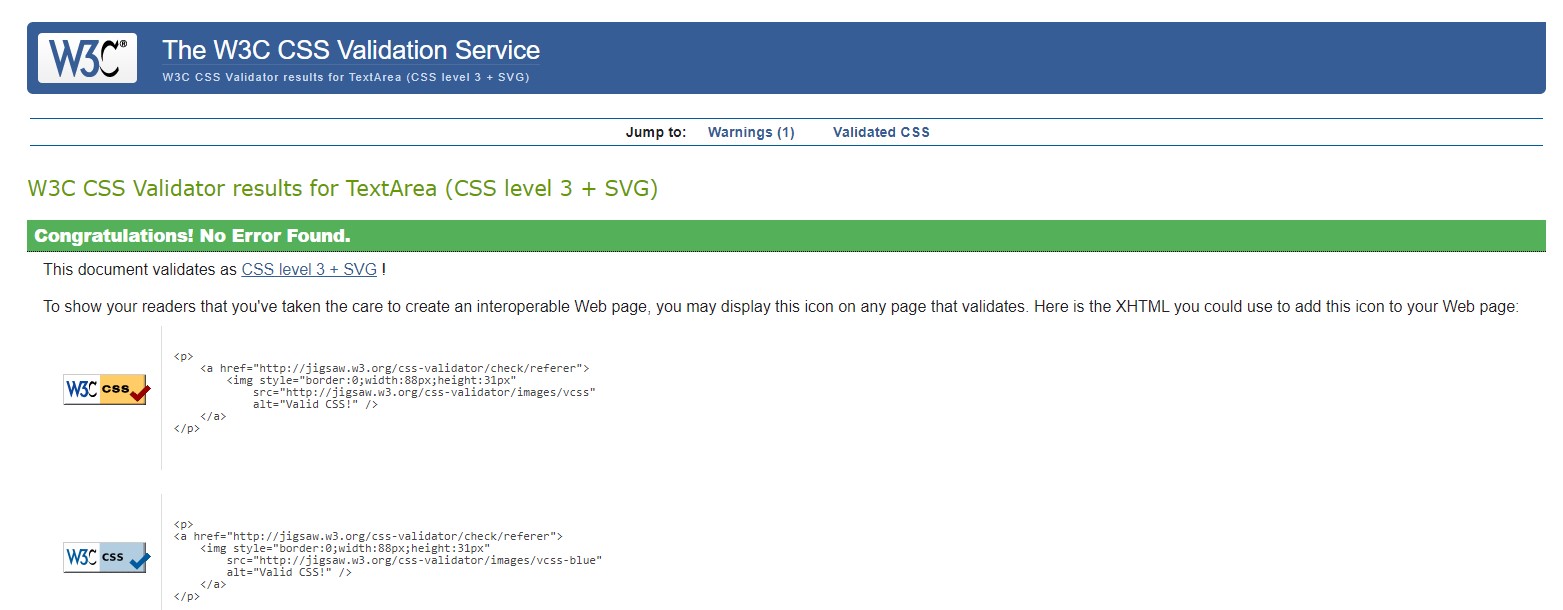 W3C®
The W3C CSS Validation Service
W3C CSS Validator results for TextArea (CSS level 3 + SVG)
Jump to: Warnings (1) Validated CSS
W3C CSS Validator results for TextArea (CSS level 3 + SVG)
Congratulations! No Error Found.
This document validates as CSS level 3 + SVG !
To show your readers that you've taken the care to create an interoperable Web page, you may display this icon on any page that validates. Here is the XHTML you could use to add this icon to your Web page:
W3C css
<p>
    <a href="http://jigsaw.w3.org/css-validator/check/referer">
        <img style="border:0;width:88px;height:31px"
            src="http://jigsaw.w3.org/css-validator/images/vcss"
            alt="Valid CSS!" />
    </a>
</p>
W3C css
<p>
<a href="http://jigsaw.w3.org/css-validator/check/referer">
    <img style="border:0;width:88px;height:31px"
        src="http://jigsaw.w3.org/css-validator/images/vcss-blue"
        alt="Valid CSS!" />
    </a>
</p>